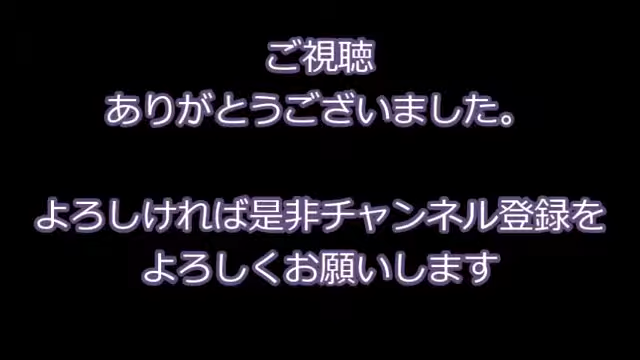 ご視聴
ありがとうございました。
よろしければ是非チャンネル登録を
よろしくお願いします